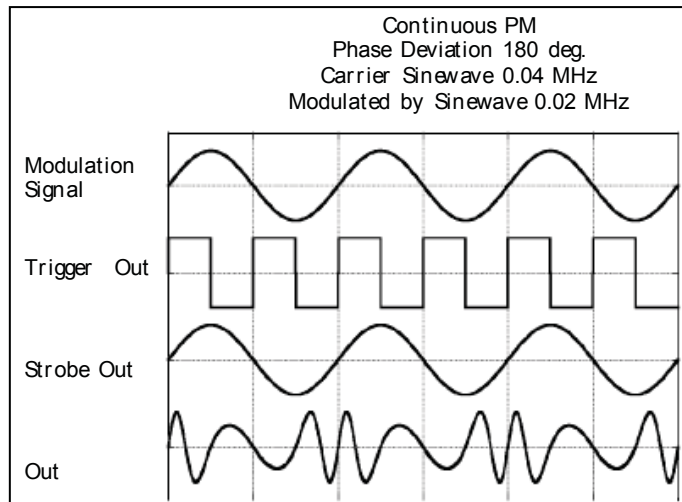 Continuous PM
Phase Deviation 180 deg.
Carrier Sinewave 0.04 MHz
Modulated by Sinewave 0.02 MHz
Modulation
Signal
Trigger Out
Strobe Out
Out